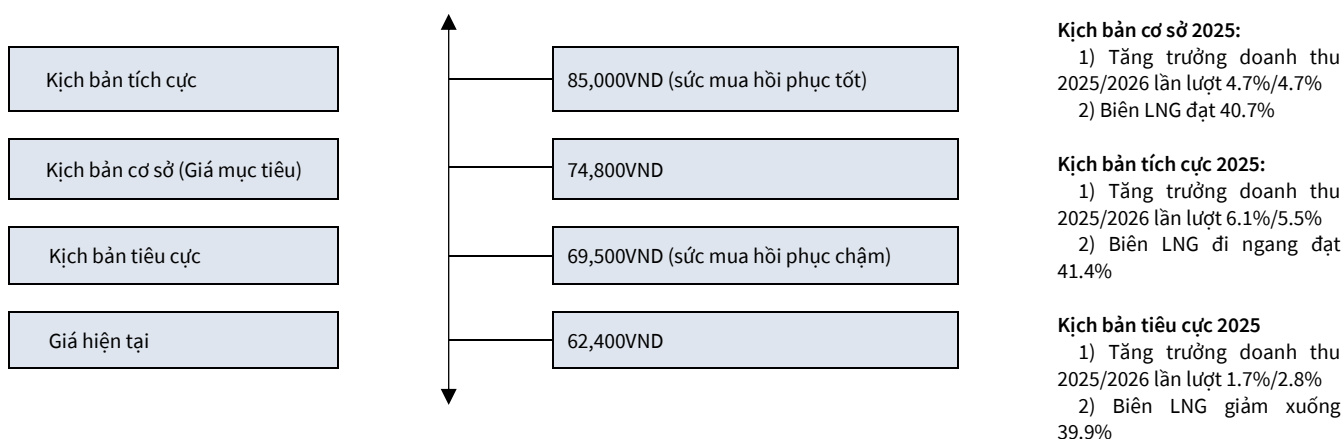 Kịch bản tích cực
85,000VND (sức mua hồi phục tốt)
Kịch bản cơ sở (Giá mục tiêu)
74,800VND
Kịch bản tiêu cực
69,500VND (sức mua hồi phục chậm)
Giá hiện tại
62,400VND
Kịch bản cơ sở 2025:
1) Tăng trưởng doanh thu
2025/2026 lần lượt 4.7%/4.7%
2) Biên LNG đạt 40.7%
Kịch bản tích cực 2025:
1) Tăng trưởng doanh thu
2025/2026 lần lượt 6.1%/5.5%
2) Biên LNG đi ngang đạt
41.4%
Kịch bản tiêu cực 2025
1) Tăng trưởng doanh thu
2025/2026 lần lượt 1.7%/2.8%
2) Biên LNG giảm xuống
39.9%